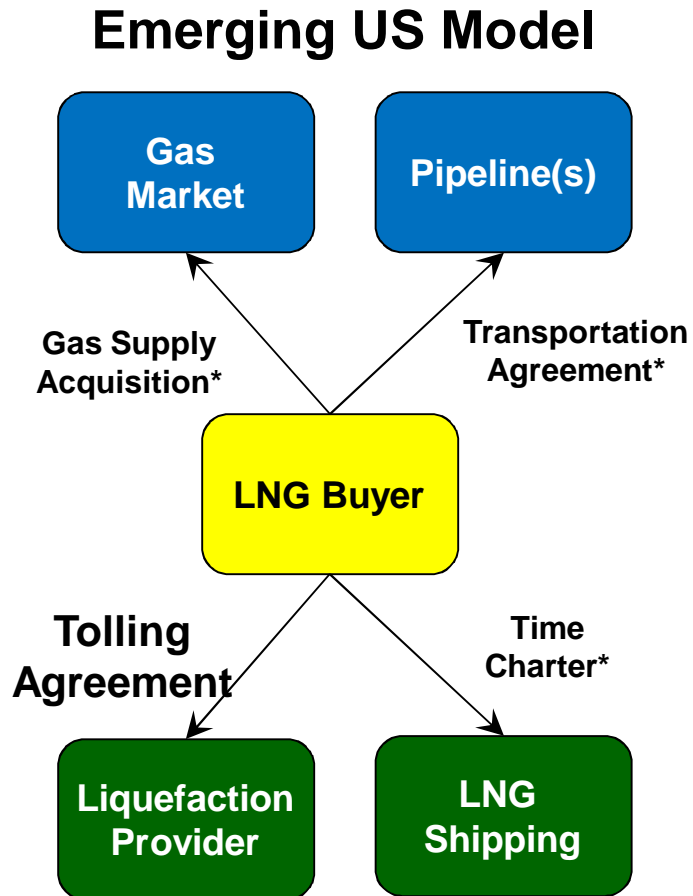 Emerging US Model
Gas
Market
Pipeline(s)
Gas Supply
Acquisition*
Transportation
Agreement*
LNG Buyer
Tolling
Agreement
Time
Charter*
Liquefaction
Provider
LNG
Shipping